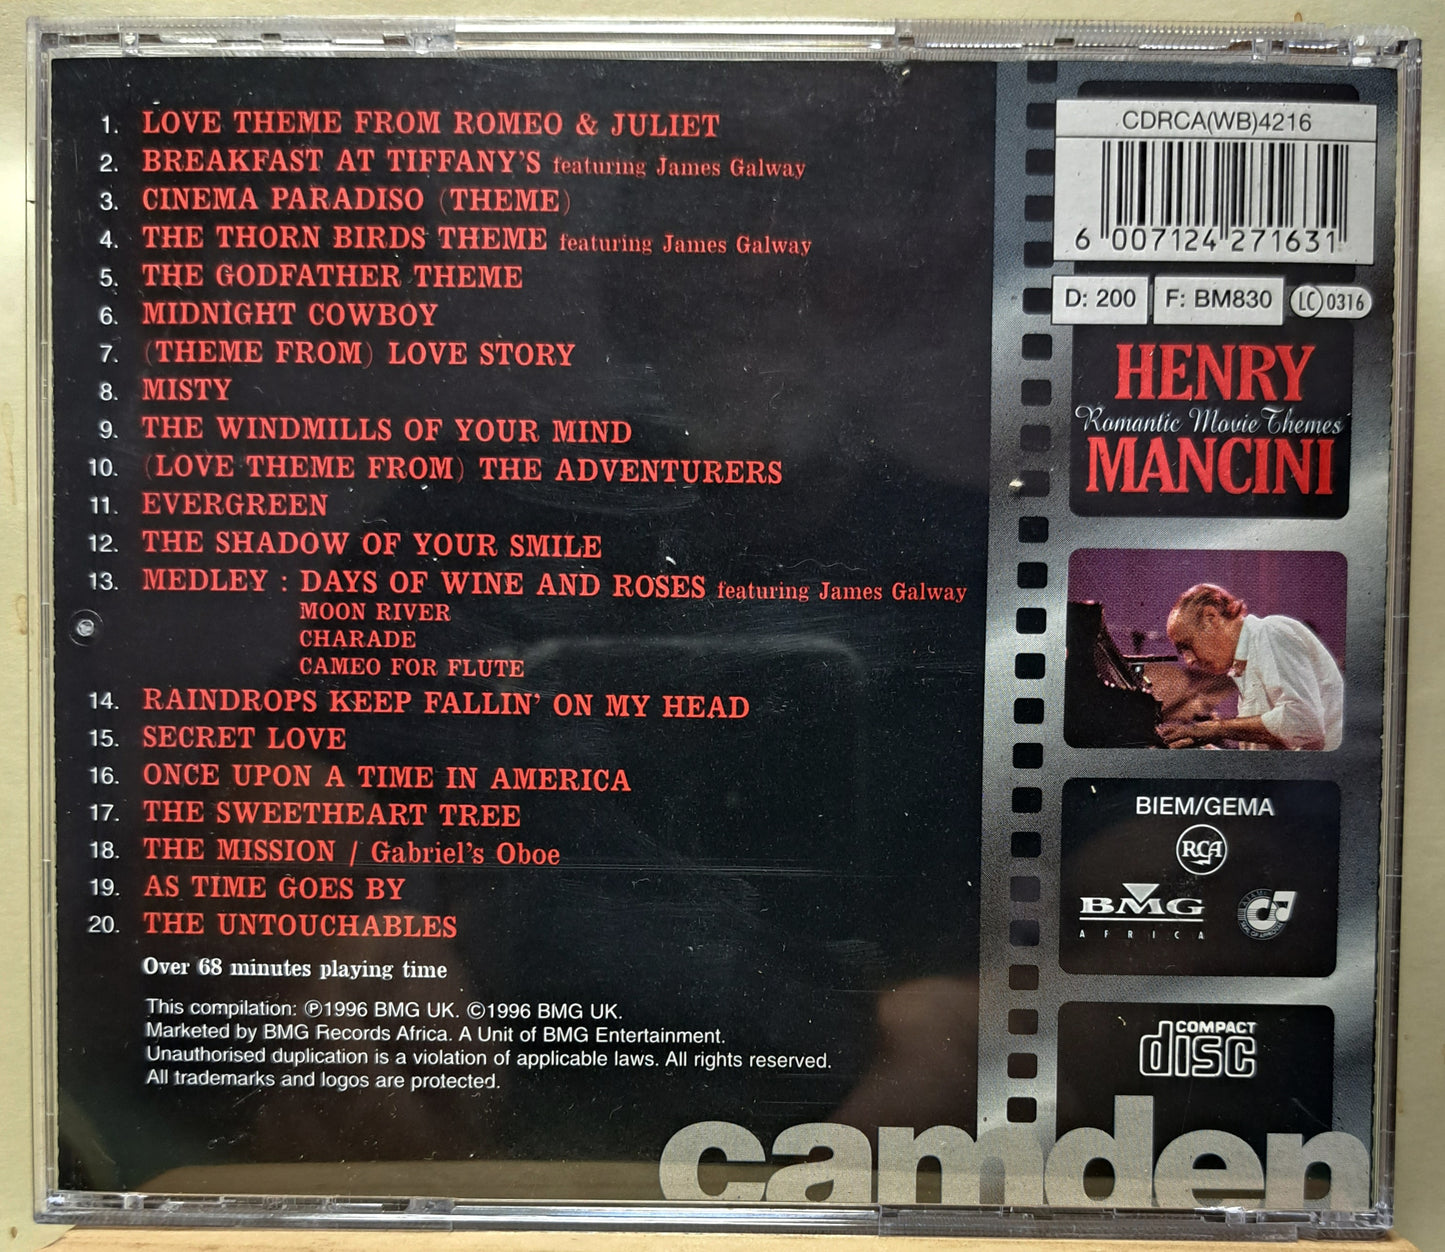 1. LOVE THEME FROM ROMEO & JULIET
2. BREAKFAST AT TIFFANY'S featuring James Galway
3. CINEMA PARADISO (THEME)
4. THE THORN BIRDS THEME featuring James Galway
5. THE GODFATHER THEME
6. MIDNIGHT COWBOY
7. (THEME FROM) LOVE STORY
8. MISTY
9. THE WINDMILLS OF YOUR MIND
10. (LOVE THEME FROM) THE ADVENTURERS
11. EVERGREEN
12. THE SHADOW OF YOUR SMILE
13. MEDLEY : DAYS OF WINE AND ROSES featuring James Galway
MOON RIVER
CHARADE
CAMEO FOR FLUTE
14. RAINDROPS KEEP FALLIN' ON MY HEAD
15. SECRET LOVE
16. ONCE UPON A TIME IN AMERICA
17. THE SWEETHEART TREE
18. THE MISSION / Gabriel's Oboe
19. AS TIME GOES BY
20. THE UNTOUCHABLES
Over 68 minutes playing time
This compilation: ℗1996 BMG UK. ©1996 BMG UK.
Marketed by BMG Records Africa. A Unit of BMG Entertainment.
Unauthorised duplication is a violation of applicable laws. All rights reserved.
All trademarks and logos are protected.
CDRCA(WB)4216
6 007124 271631
D: 200 F: BM830 LC 0316
HENRY
Romantic Movie Themes
MANCINI
BIEM/GEMA
RCA
BMG
AFRICA
COMPACT
disc
camden